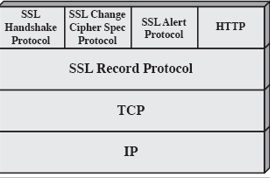 SSL
Handshake
Protocol
SSL Change
Cipher Spec
Protocol
SSL Alert
Protocol
HTTP
SSL Record Protocol
TCP
IP